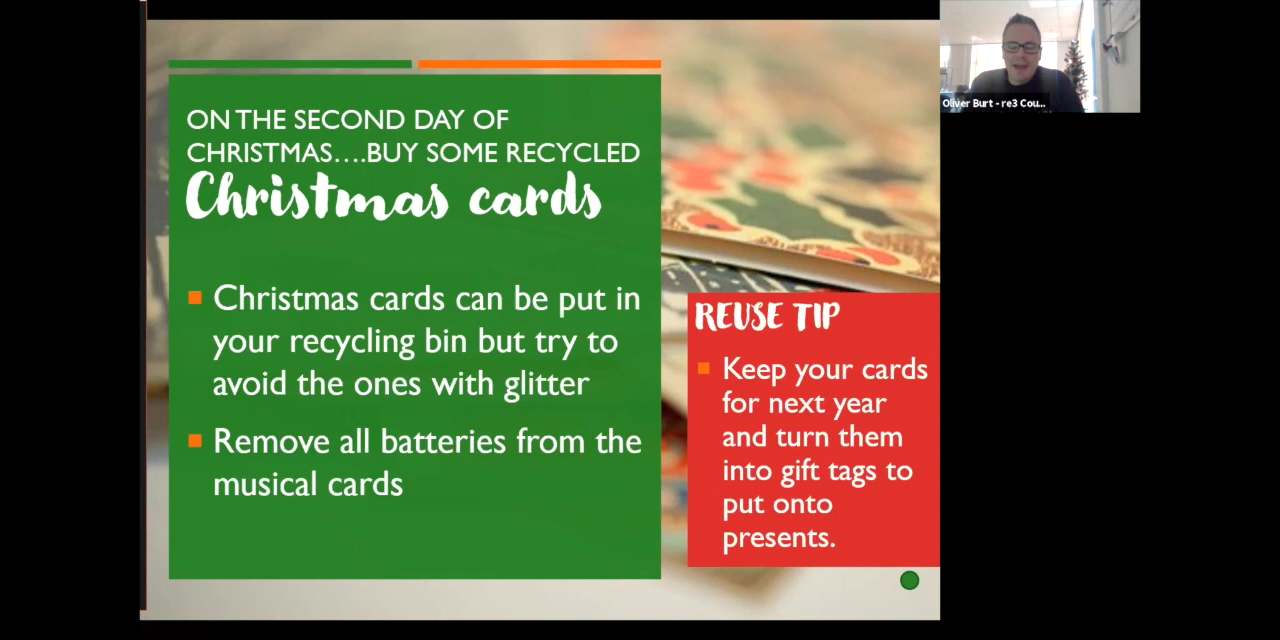 ON THE SECOND DAY OF
CHRISTMAS....BUY SOME RECYCLED
Christmas cards
Christmas cards can be put in
your recycling bin but try to
avoid the ones with glitter
Remove all batteries from the
musical cards
REUSE TIP
Keep your cards
for next year
and turn them
into gift tags to
put onto
presents.
Oliver Burt - re3 Cou...